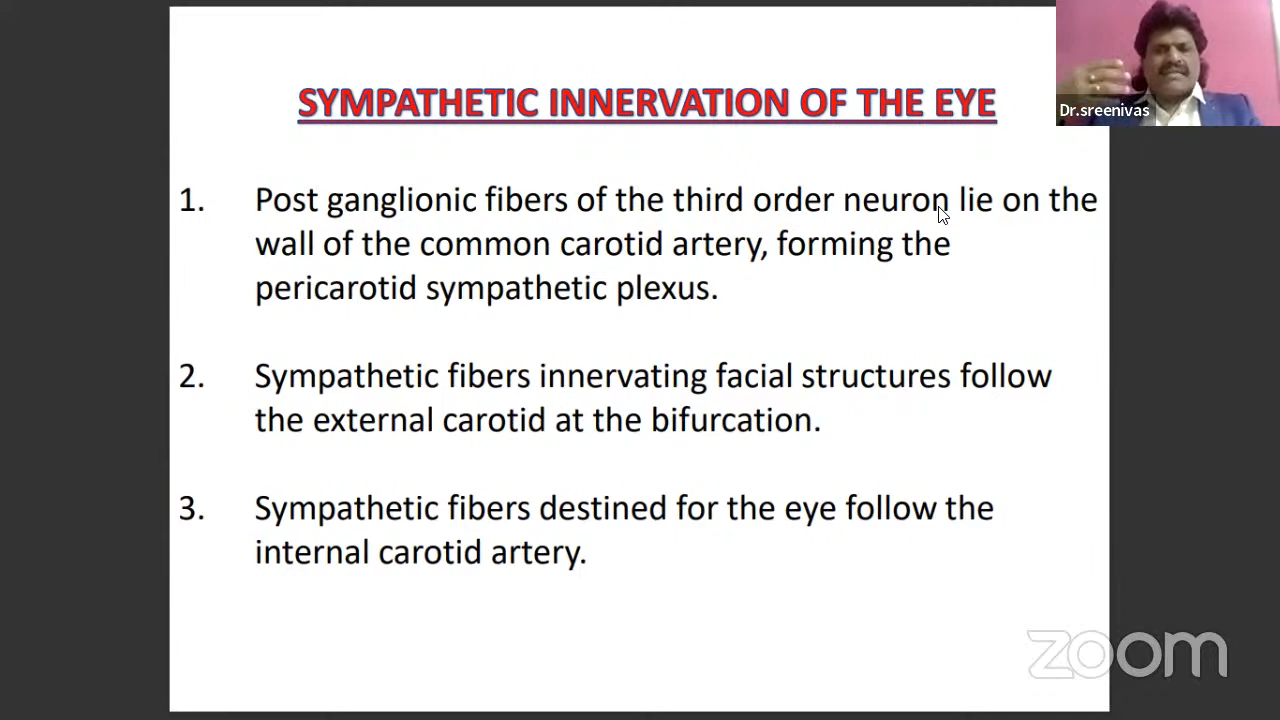 SYMPATHETIC INNERVATION OF THE EYE
Dr.sreenivas
1. Post ganglionic fibers of the third order neuron lie on the
wall of the common carotid artery, forming the
pericarotid sympathetic plexus.
2. Sympathetic fibers innervating facial structures follow
the external carotid at the bifurcation.
3. Sympathetic fibers destined for the eye follow the
internal carotid artery.
zoom